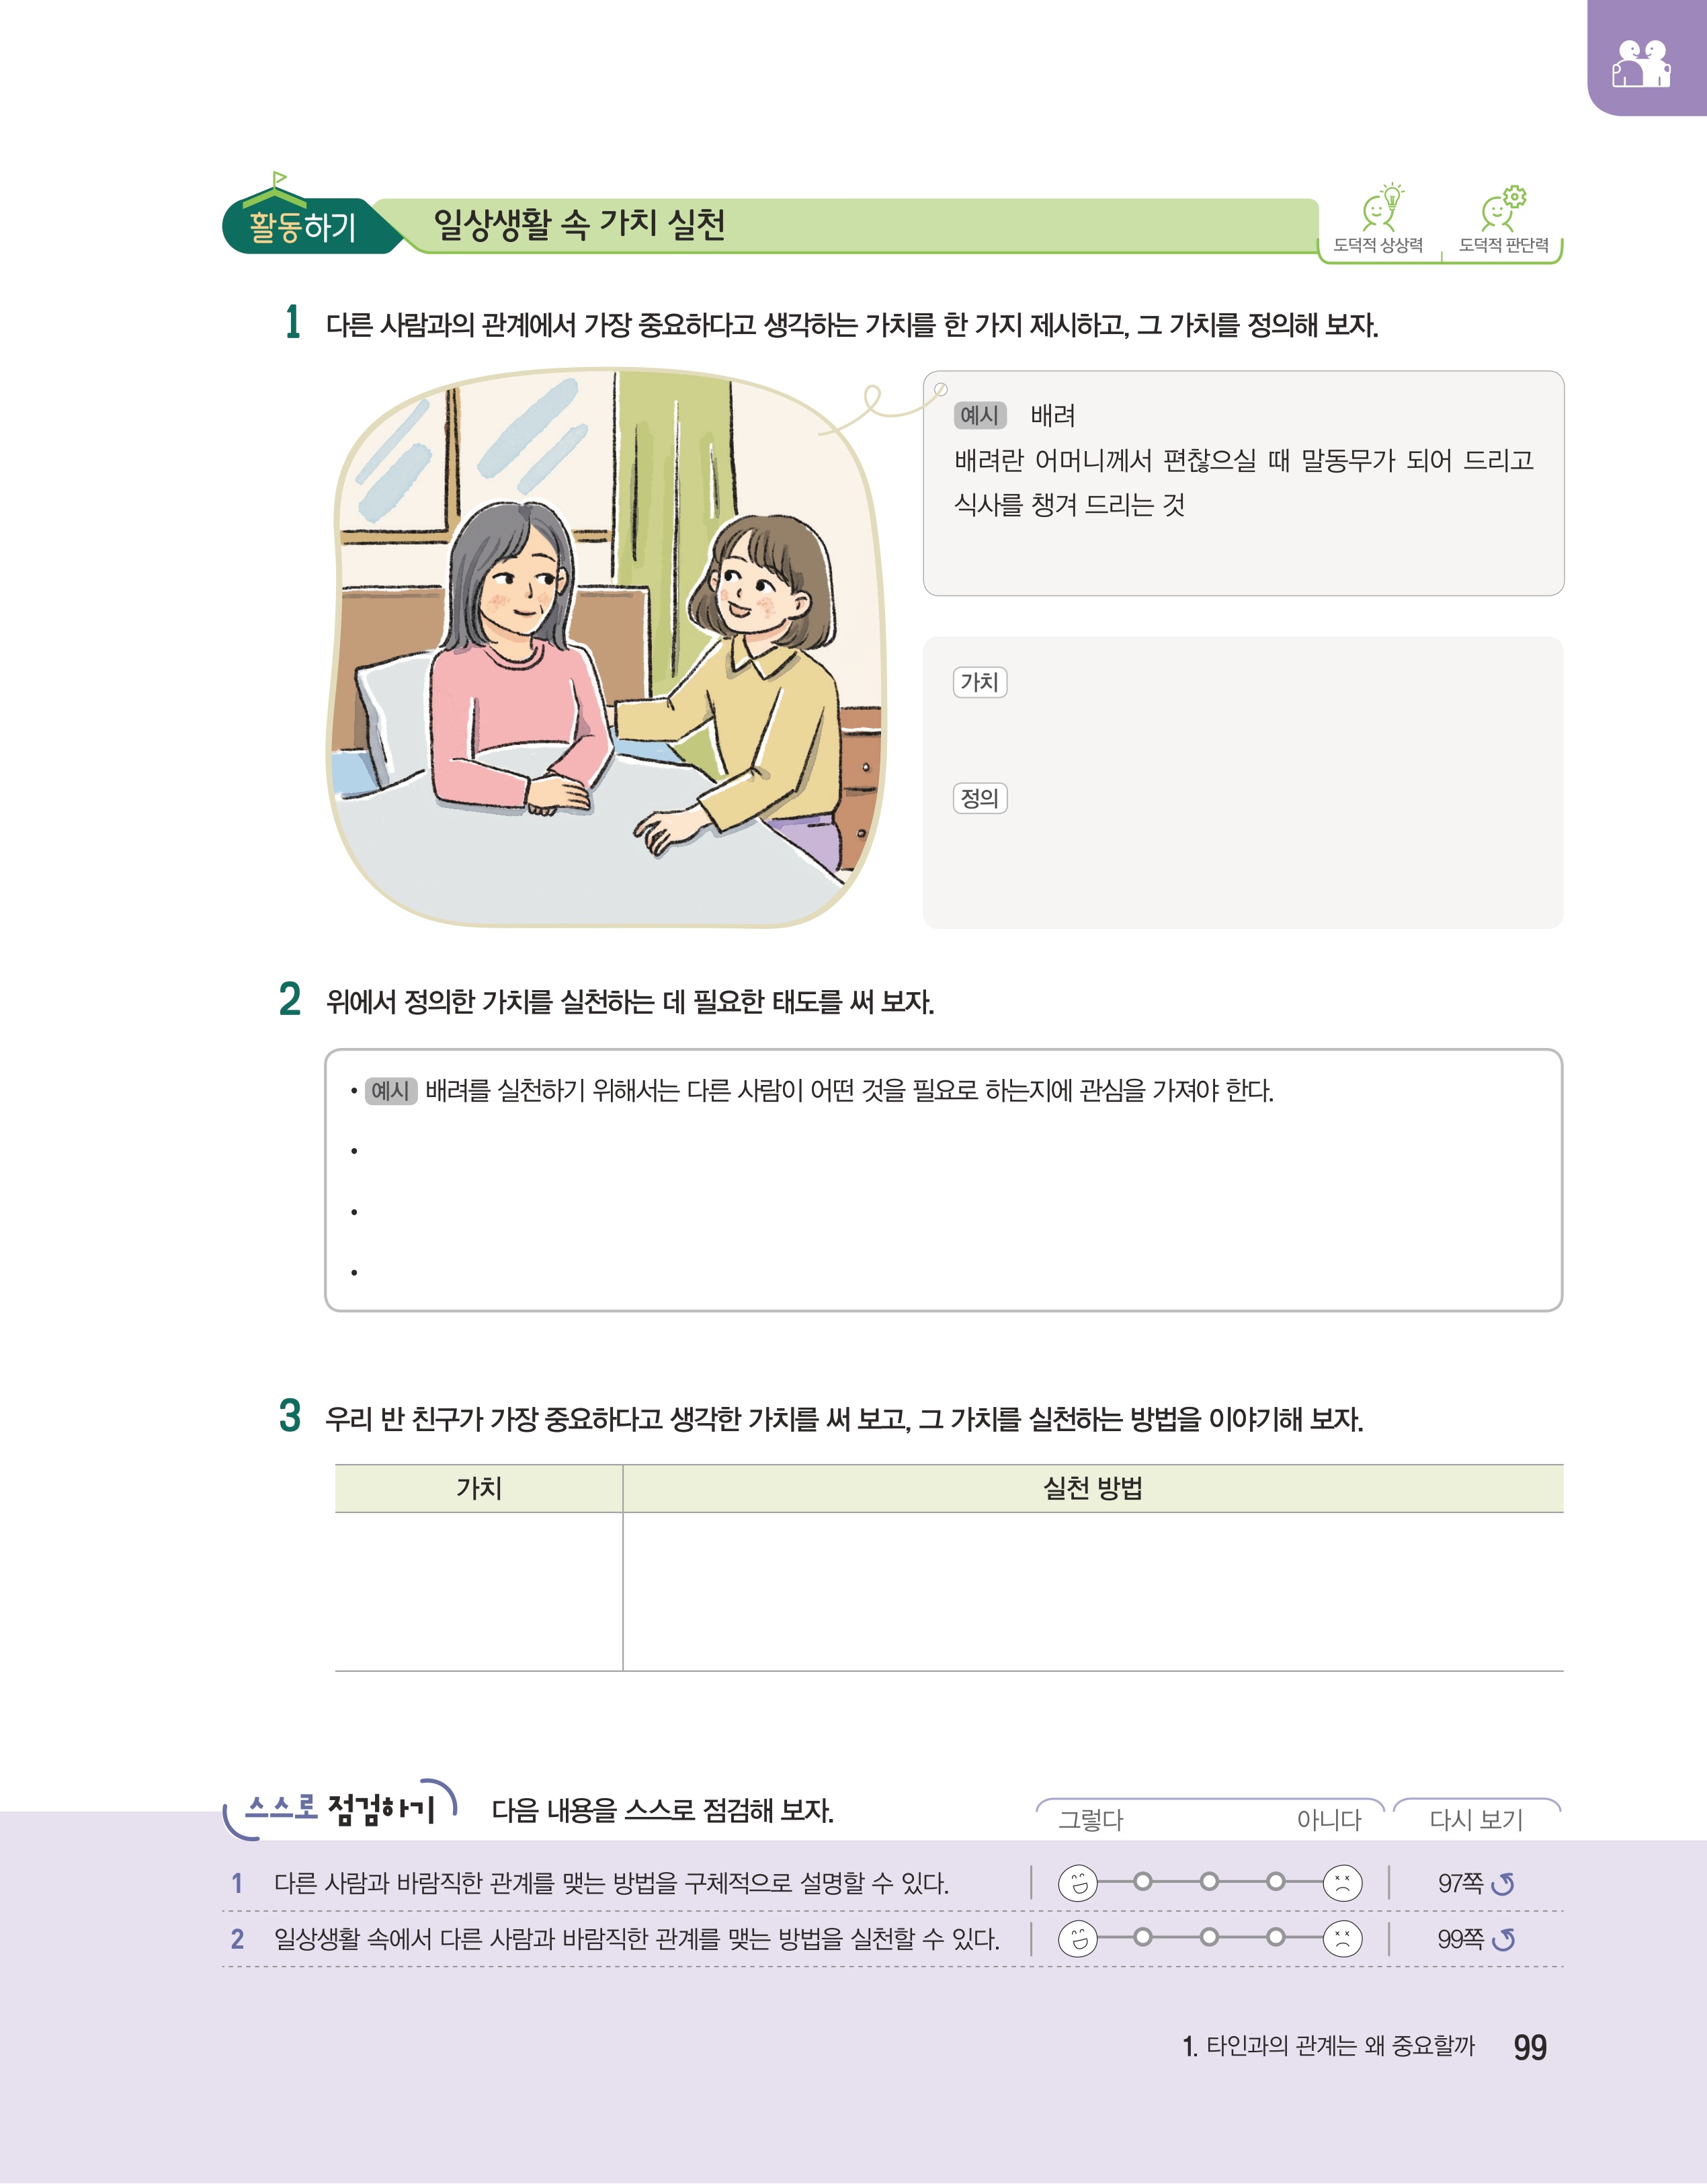 활동하기
일상생활 속 가치 실천
도덕적 상상력
도덕적 판단력
1 다른 사람과의 관계에서 가장 중요하다고 생각하는 가치를 한 가지 제시하고, 그 가치를 정의해 보자.
예시 배려
배려란 어머니께서 편찮으실 때 말동무가 되어 드리고
식사를 챙겨 드리는 것
가치
정의
2 위에서 정의한 가치를 실천하는 데 필요한 태도를 써 보자.
• 예시 배려를 실천하기 위해서는 다른 사람이 어떤 것을 필요로 하는지에 관심을 가져야 한다.
•
•
•
3 우리 반 친구가 가장 중요하다고 생각한 가치를 써 보고, 그 가치를 실천하는 방법을 이야기해 보자.
가치 실천 방법
스스로 점검하기 다음 내용을 스스로 점검해 보자. 그렇다 아니다 다시 보기
1 다른 사람과 바람직한 관계를 맺는 방법을 구체적으로 설명할 수 있다. 97쪽
2 일상생활 속에서 다른 사람과 바람직한 관계를 맺는 방법을 실천할 수 있다. 99쪽
1. 타인과의 관계는 왜 중요할까 99